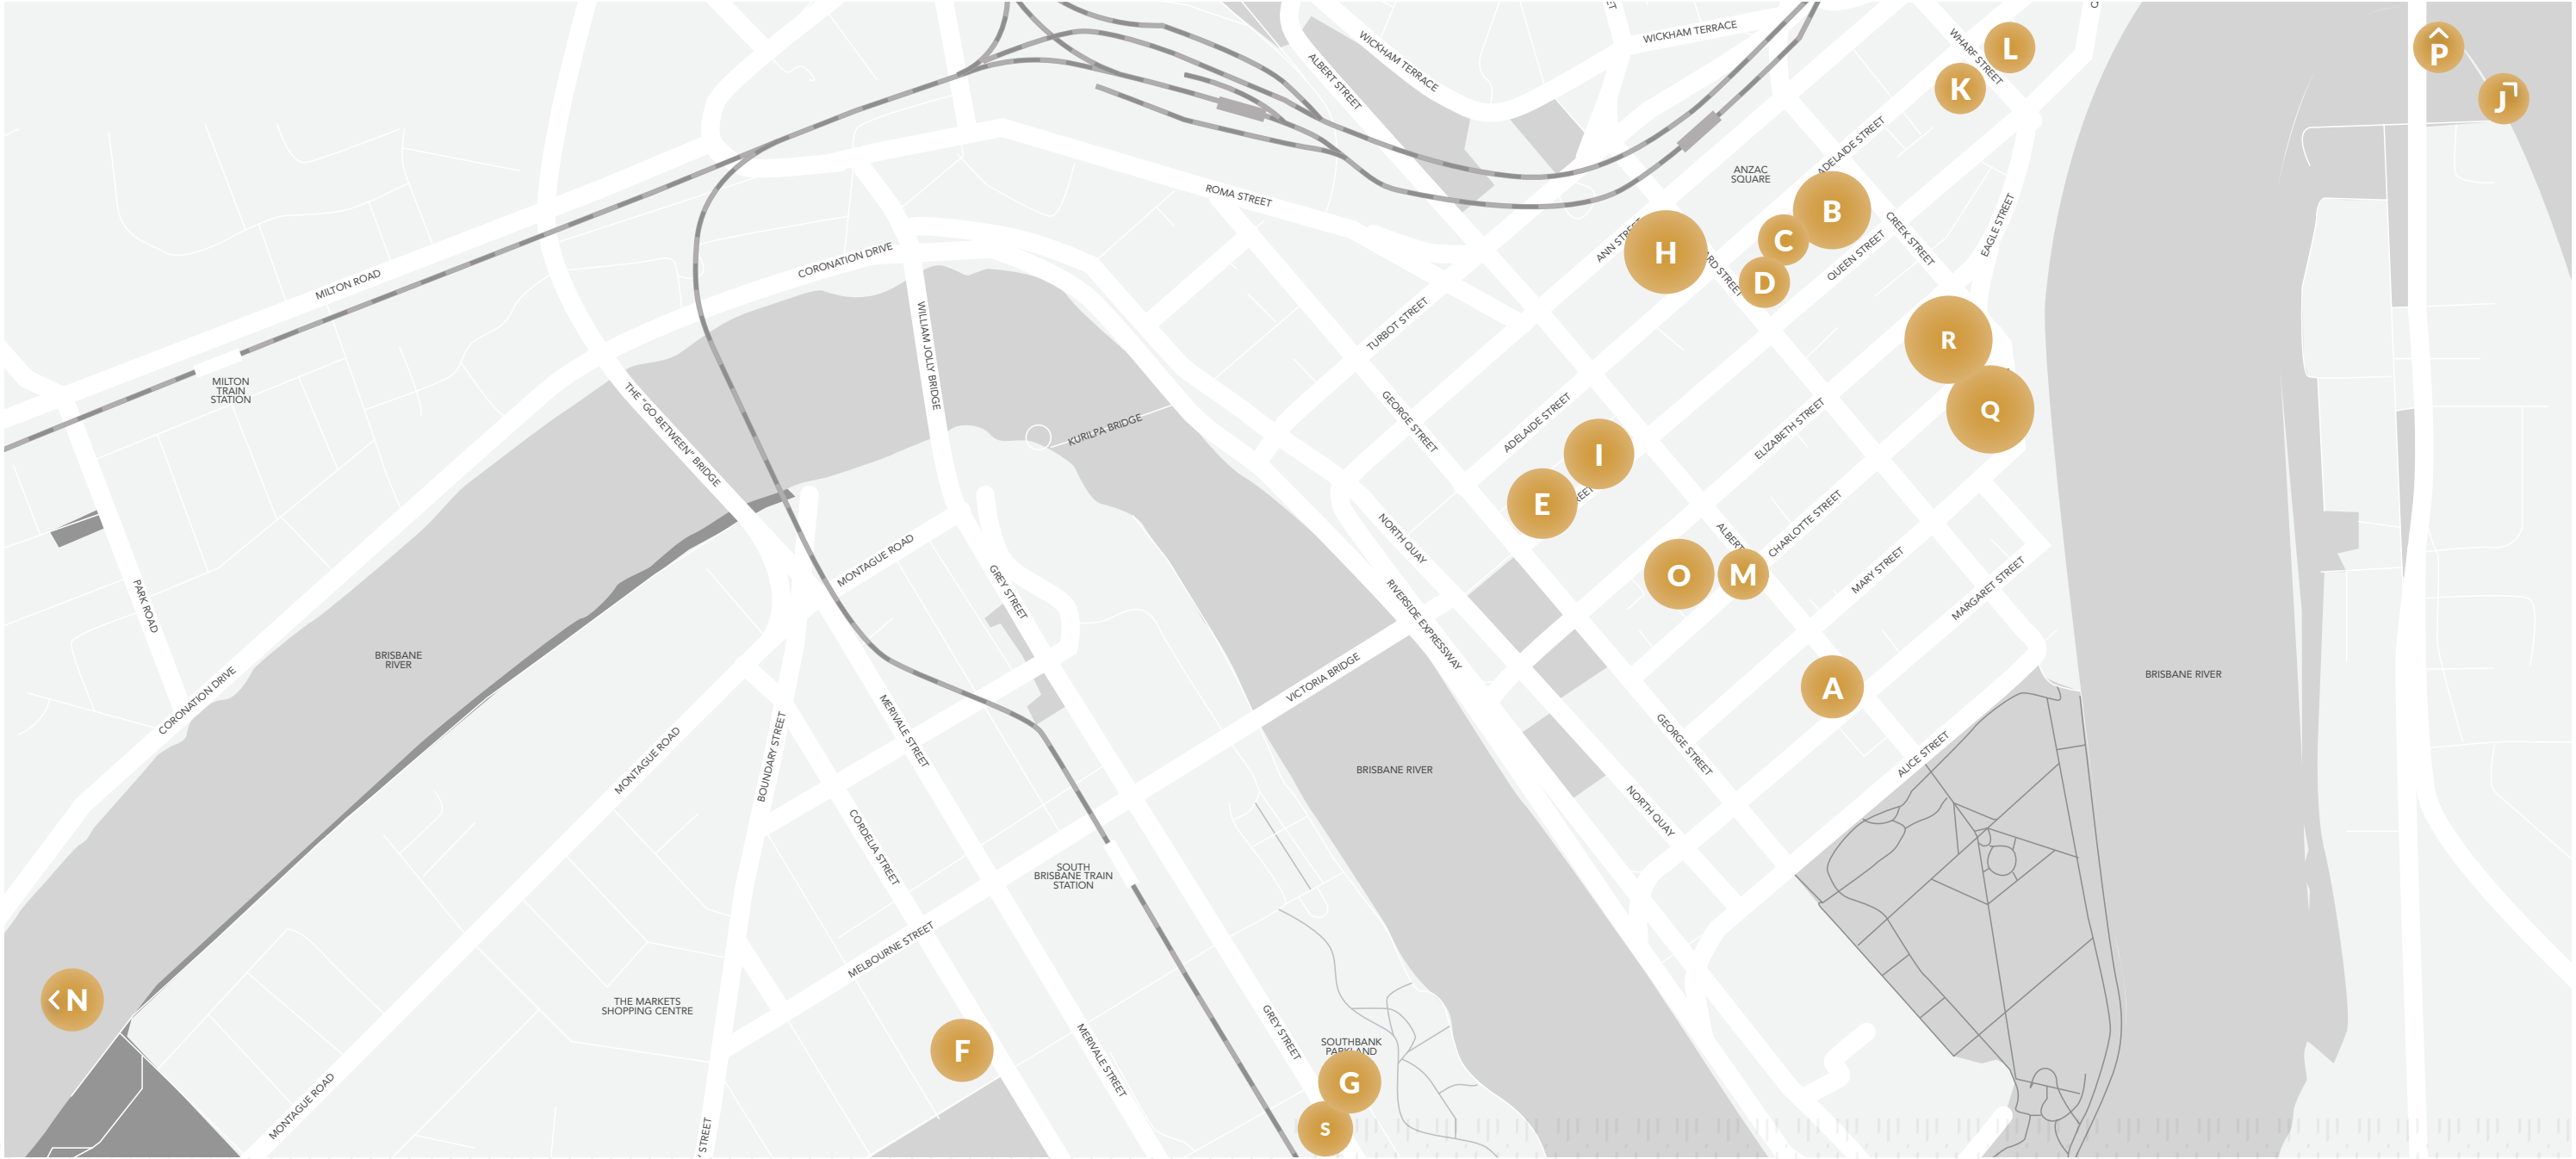 WICKHAM TERRACE
WICKHAM TERRACE
ALBERT STREET
WHARF STREET
L
K
P
J
ADELAIDE STREET
ANZAC
SQUARE
ROMA STREET
B
C
D
H
ANN
CREEK STREET
QUEEN STREET
EAGLE STREET
CORONATION DRIVE
MILTON ROAD
TURBOT STREET
WILLIAM JOLLY BRIDGE
R
Q
MILTON
TRAIN
STATION
THE "GO-BETWEEN" BRIDGE
KURILPA BRIDGE
GEORGE STREET
ADELAIDE STREET
ELIZABETH STREET
I
E
NORTH QUAY
ALBERT
CHARLOTTE STREET
O
M
MARY STREET
MARGARET STREET
MONTAGUE ROAD
GREY STREET
RIVERSIDE EXPRESSWAY
PARK ROAD
BRISBANE
RIVER
VICTORIA BRIDGE
CORONATION DRIVE
BRISBANE RIVER
A
MERIVALE STREET
BOUNDARY STREET
MONTAGUE ROAD
GEORGE STREET
ALICE STREET
BRISBANE RIVER
NORTH QUAY
CORDELIA STREET
SOUTH
BRISBANE TRAIN
STATION
MELBOURNE STREET
<N
THE MARKETS
SHOPPING CENTRE
F
GREY STREET
MERIVALE STREET
SOUTHBANK
PARKLAND
G
S
MONTAGUE ROAD
STREET